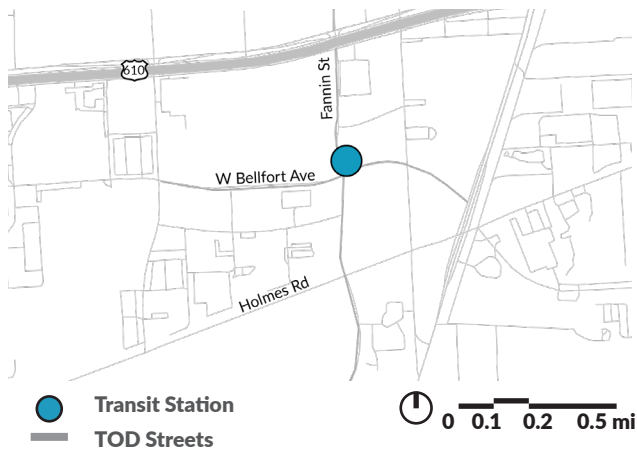 610
Fannin St
W Bellfort Ave
Holmes Rd
Transit Station
TOD Streets
0 0.1 0.2 0.5 mi